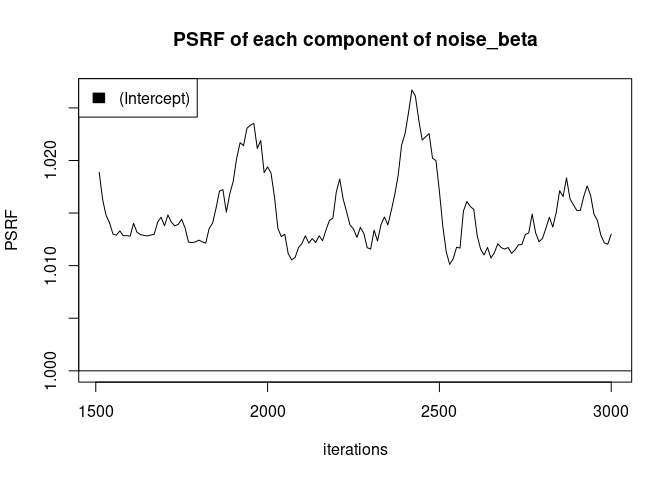 PSRF of each component of noise_beta
(Intercept)
PSRF
1.020
1.010
1.000
1500 2000 2500 3000
iterations